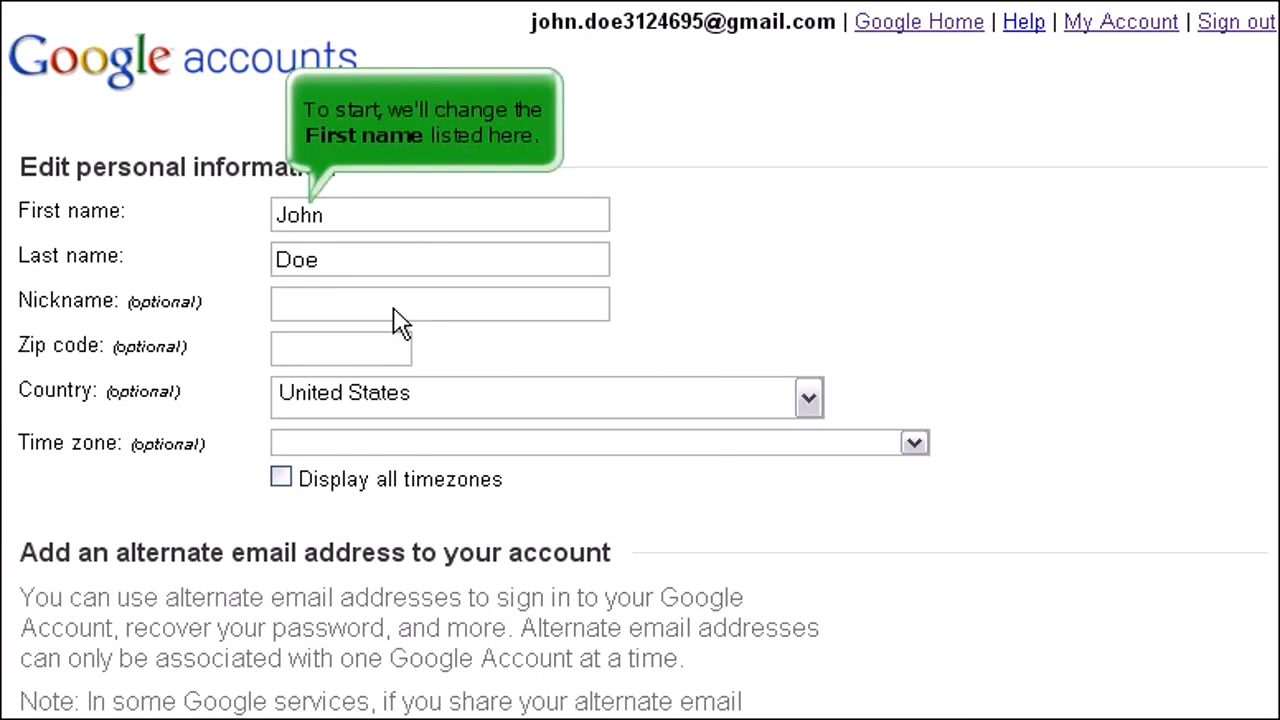 john.doe3124695@gmail.com | Google Home | Help | My Account | Sign out
Google accounts
To start, we'll change the
First name listed here.
Edit personal informat
First name: John
Last name: Doe
Nickname: (optional)
Zip code: (optional)
Country: (optional) United States
Time zone: (optional)
Display all timezones
Add an alternate email address to your account
You can use alternate email addresses to sign in to your Google
Account, recover your password, and more. Alternate email addresses
can only be associated with one Google Account at a time.
Note: In some Google services, if you share your alternate email